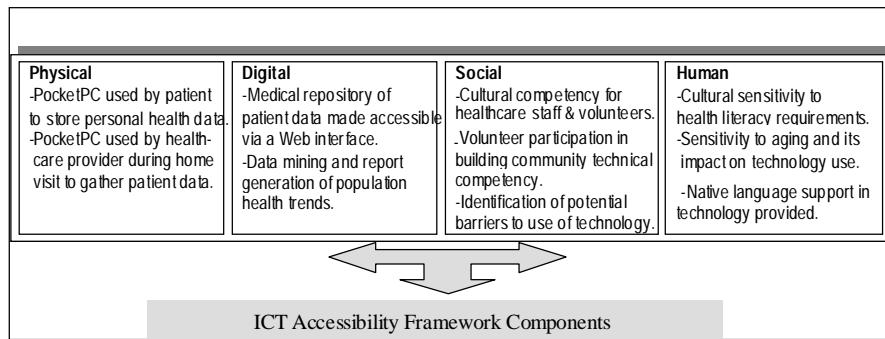 Physical
-PocketPC used by patient
to store personal health data.
-PocketPC used by health-
care provider during home
visit to gather patient data.
Digital
-Medical repository of
patient data made accessible
via a Web interface.
-Data mining and report
generation of population
health trends.
Social
-Cultural competency for
healthcare staff & volunteers.
-Volunteer participation in
building community technical
competency.
-Identification of potential
barriers to use of technology.
Human
-Cultural sensitivity to
health literacy requirements.
-Sensitivity to aging and its
impact on technology use.
-Native language support in
technology provided.
ICT Accessibility Framework Components